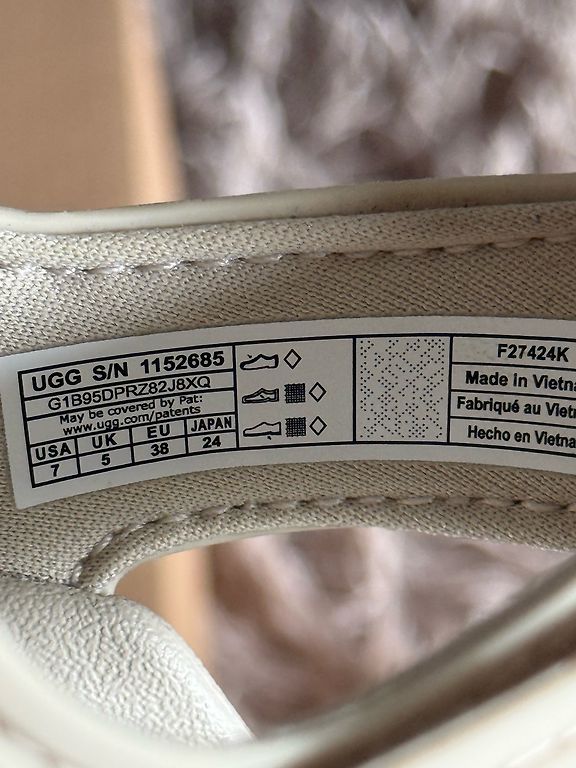 UGG S/N 1152685
G1B95DPRZ82J8XQ
May be covered by Pat:
www.ugg.com/patents
USA UK EU JAPAN
7 5 38 24
F27424K
Made in Vietna
Fabriqué au Vietn
Hecho en Vietna